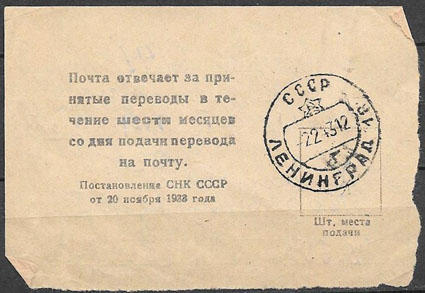 Почта отвечает за при-
нятые переводы в те-
чение шести месяцев
со дня подачи перевода
на почту.
Постановление СНК СССР
от 20 ноября 1933 года
СССР
ЛЕНИНГРАД
Шт. места
подачи